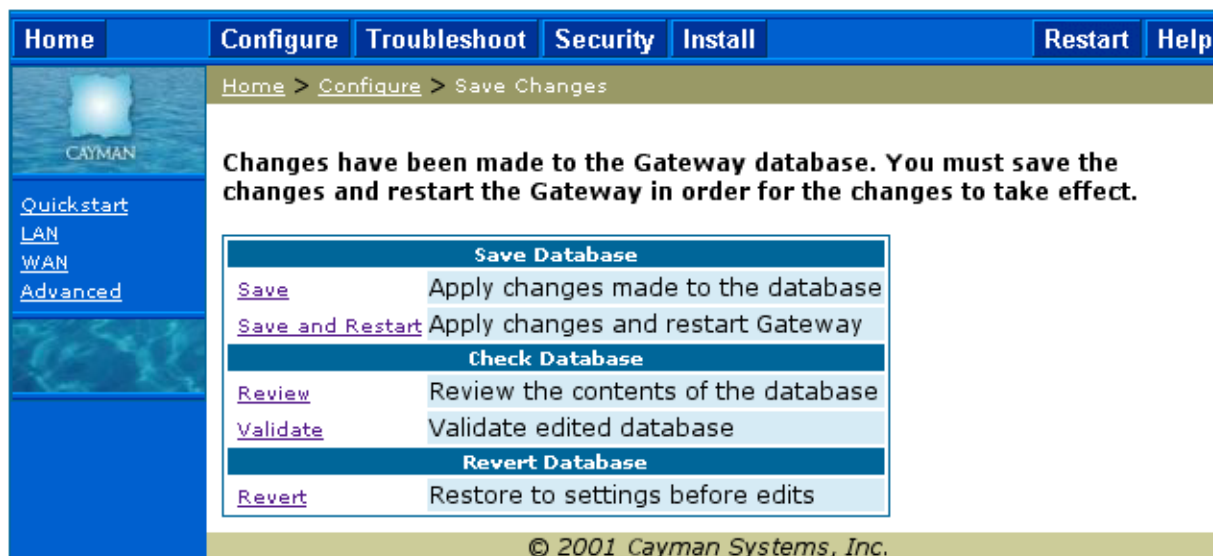 Home Configure Troubleshoot Security Install Restart Help
Home > Configure > Save Changes
CAYMAN
Quickstart
LAN
WAN
Advanced
Changes have been made to the Gateway database. You must save the
changes and restart the Gateway in order for the changes to take effect.
Save Database
Save Apply changes made to the database
Save and Restart Apply changes and restart Gateway
Check Database
Review Review the contents of the database
Validate Validate edited database
Revert Database
Revert Restore to settings before edits
© 2001 Cayman Systems, Inc.